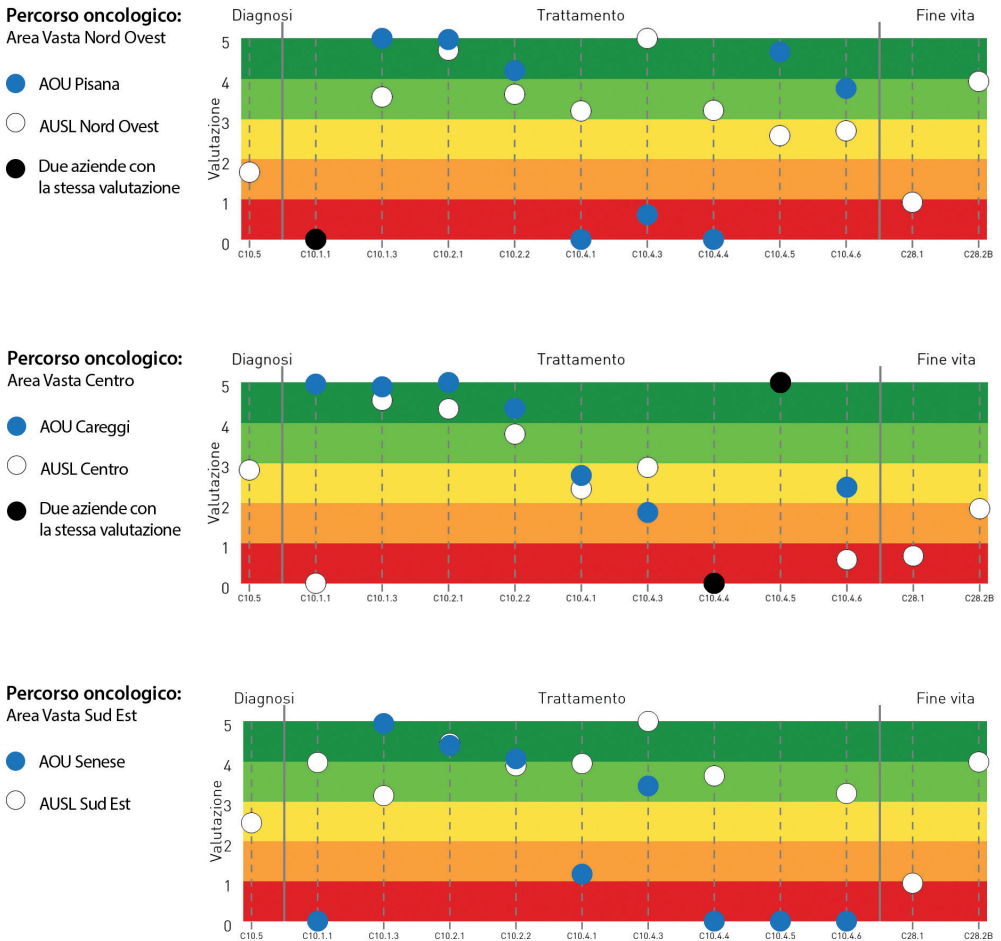 Percorso oncologico:
Area Vasta Nord Ovest
AOU Pisana
AUSL Nord Ovest
Due aziende con
la stessa valutazione
Diagnosi
Trattamento
Fine vita
Valutazione
5
4
3
2
1
0
C10.5
C10.1.1
C10.1.3
C10.2.1
C10.2.2
C10.4.1
C10.4.3
C10.4.4
C10.4.5
C10.4.6
C28.1
C28.2B
Percorso oncologico:
Area Vasta Centro
AOU Careggi
AUSL Centro
Due aziende con
la stessa valutazione
Diagnosi
Trattamento
Fine vita
Valutazione
5
4
3
2
1
0
C10.5
C10.1.1
C10.1.3
C10.2.1
C10.2.2
C10.4.1
C10.4.3
C10.4.4
C10.4.5
C10.4.6
C28.1
C28.2B
Percorso oncologico:
Area Vasta Sud Est
AOU Senese
AUSL Sud Est
Diagnosi
Trattamento
Fine vita
Valutazione
5
4
3
2
1
0
C10.5
C10.1.1
C10.1.3
C10.2.1
C10.2.2
C10.4.1
C10.4.3
C10.4.4
C10.4.5
C10.4.6
C28.1
C28.2B